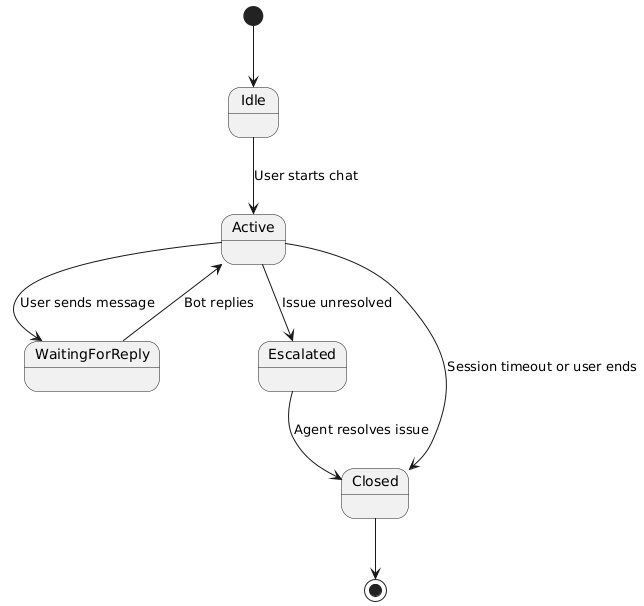 Idle
User starts chat
Active
User sends message
Bot replies
Issue unresolved
WaitingForReply
Escalated
Session timeout or user ends
Agent resolves issue
Closed